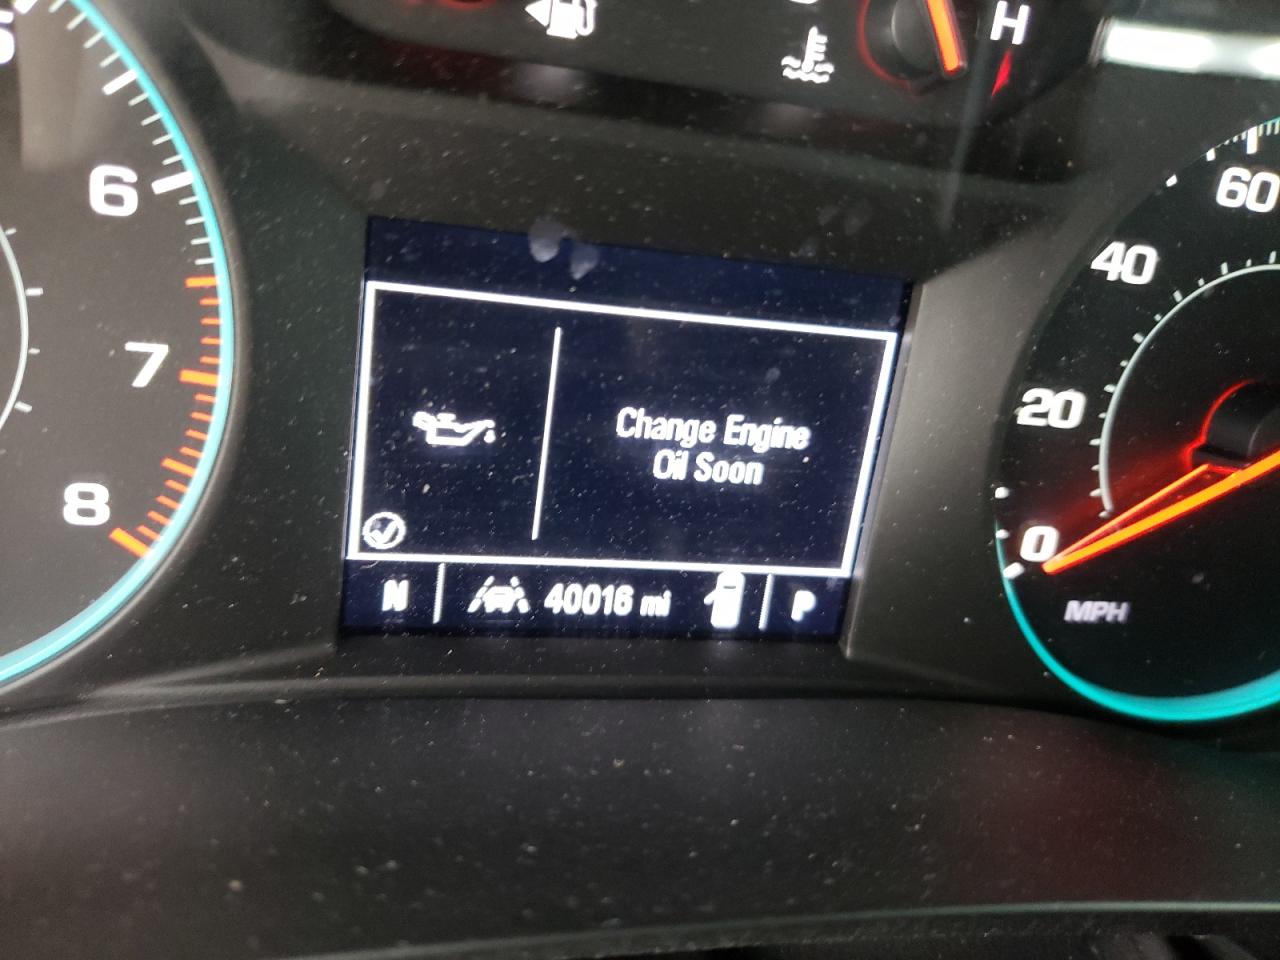 H
6
7
8
60
40
20
0
MPH
Change Engine
Oil Soon
N
40016 mi
P